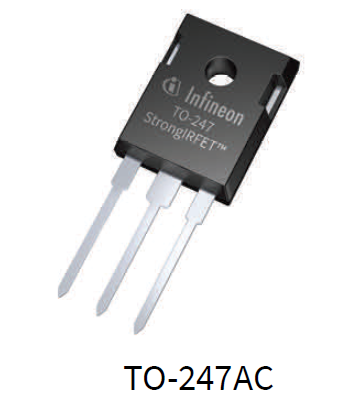 Infineon
TO-247
StrongIRFET™
TO-247AC